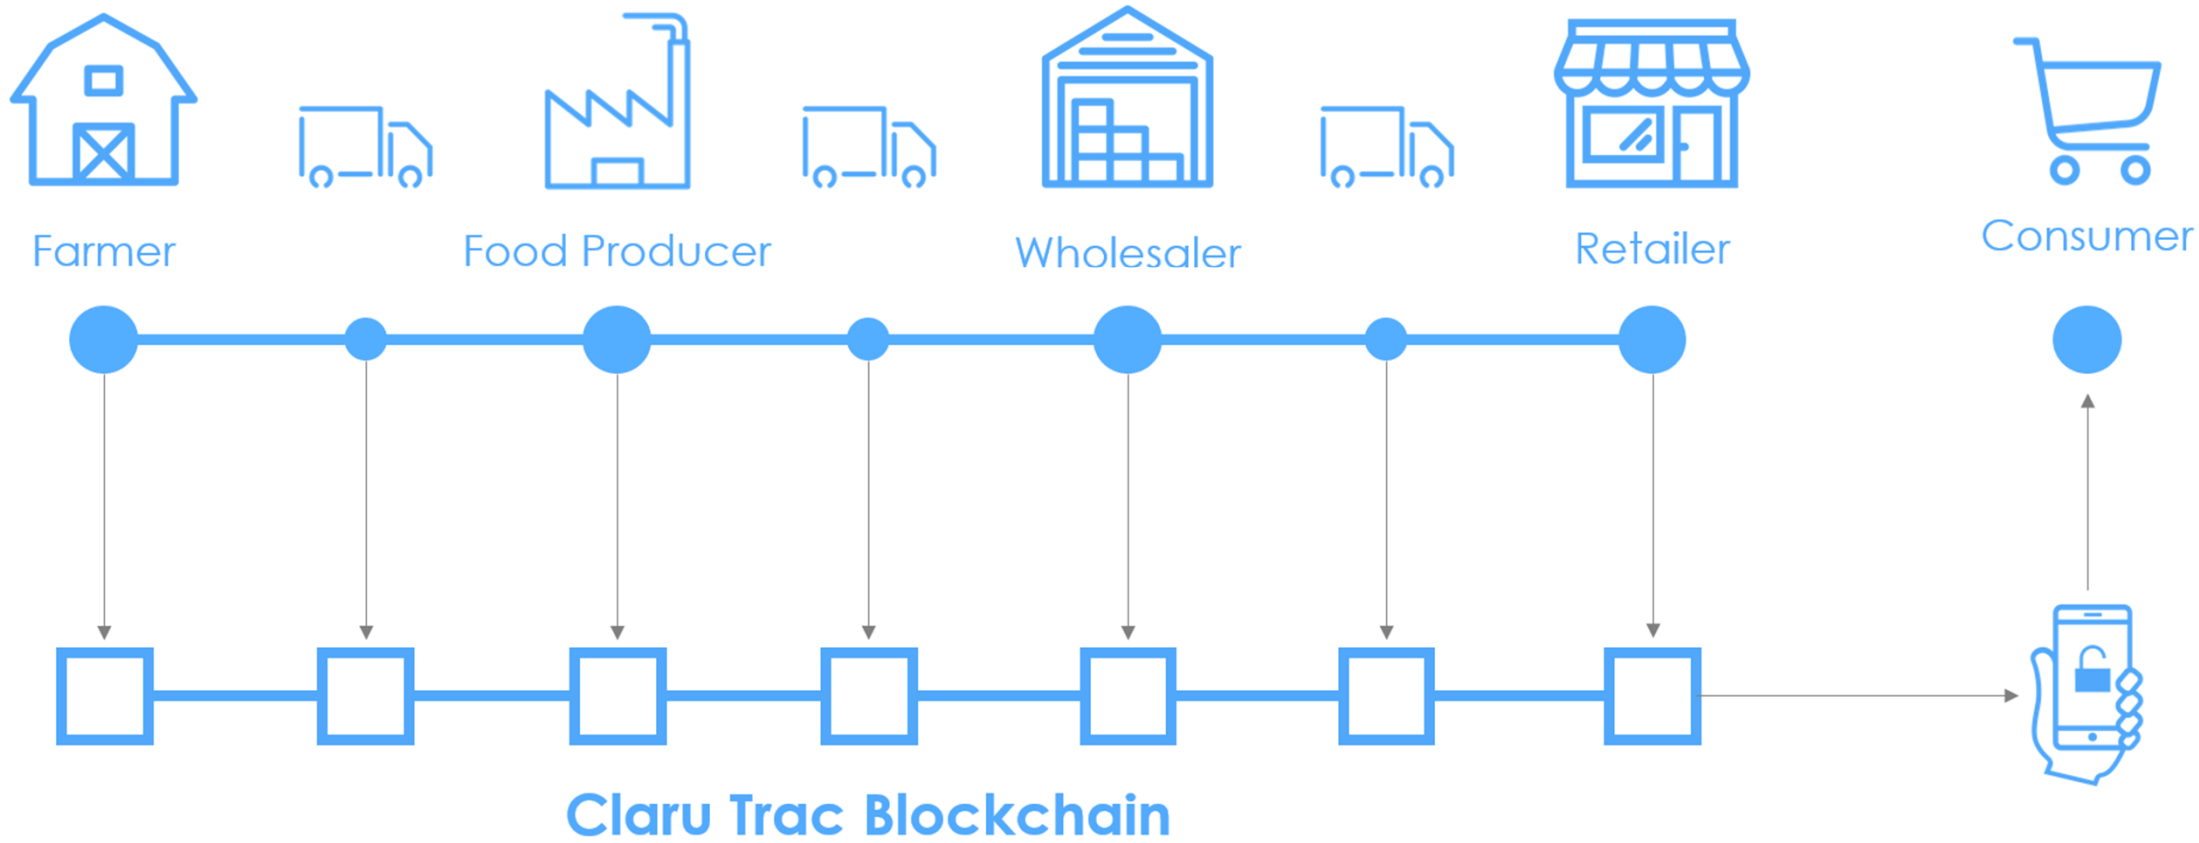 Farmer
Food Producer
Wholesaler
Retailer
Consumer
Claru Trac Blockchain